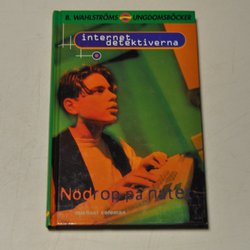 B. WAHLSTRÖMS UNGDOMSBÖCKER
internet
detektiverna
Nödrop på nätet
michael coleman